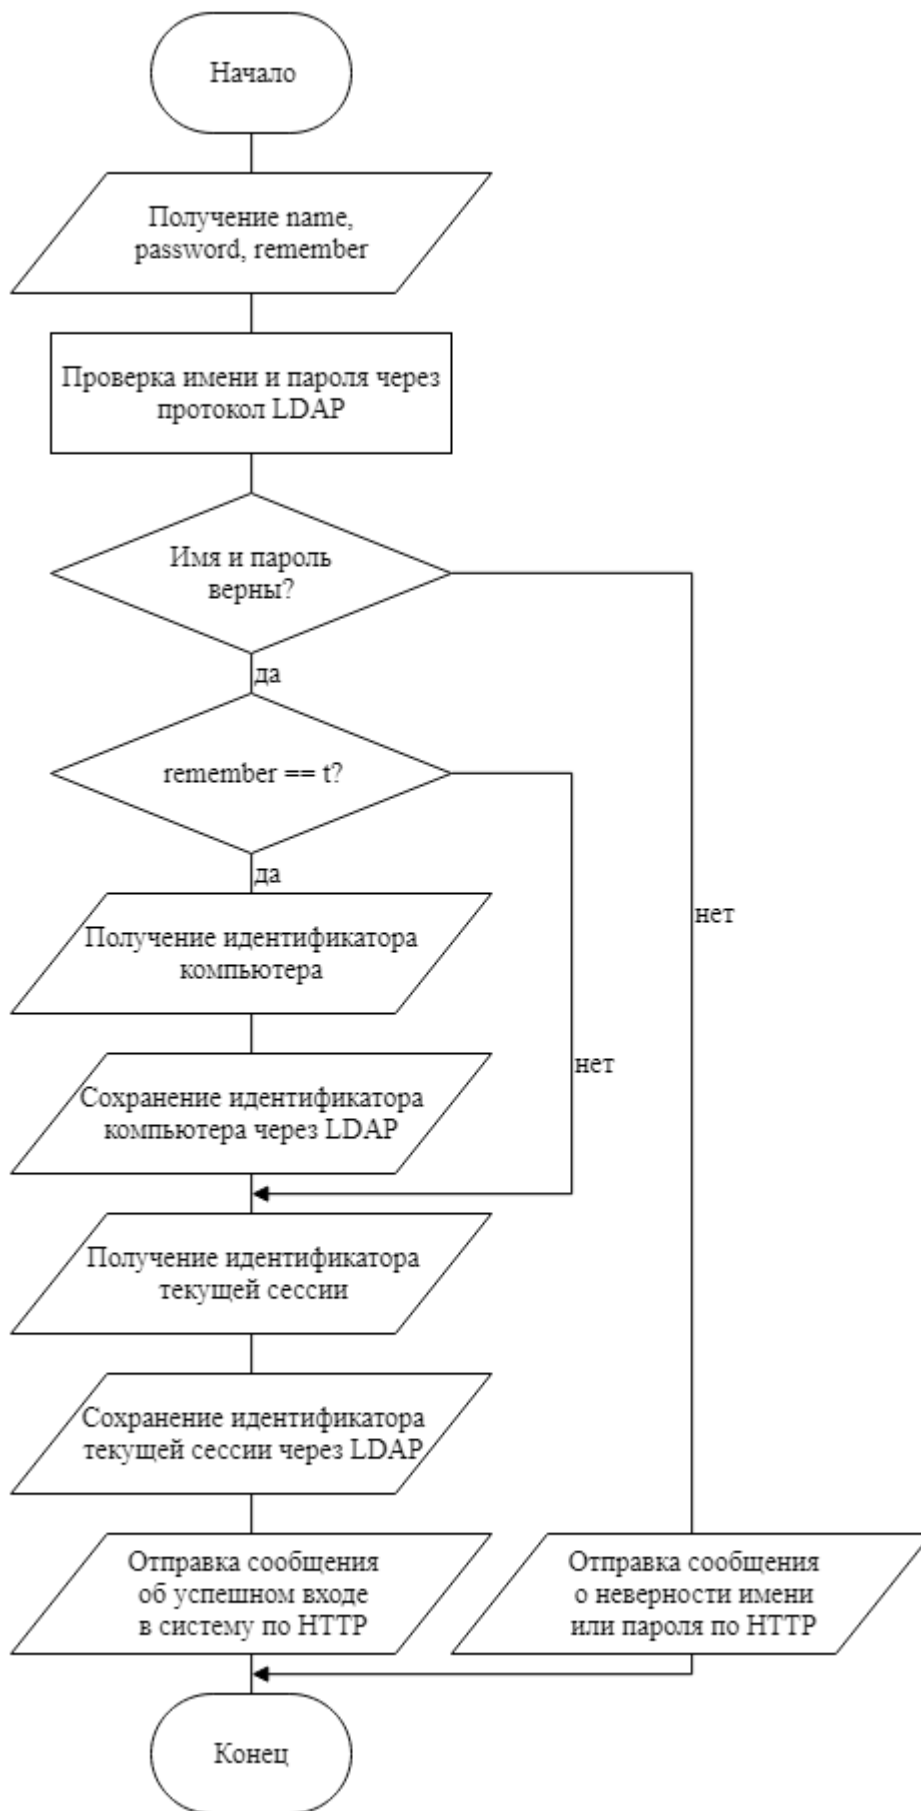 Начало
Получение name,
password, remember
Проверка имени и пароля через
протокол LDAP
Имя и пароль
верны?
да
remember == t?
да
нет
Получение идентификатора
компьютера
нет
Сохранение идентификатора
компьютера через LDAP
Получение идентификатора
текущей сессии
Сохранение идентификатора
текущей сессии через LDAP
Отправка сообщения
об успешном входе
в систему по HTTP
Отправка сообщения
о неверности имени
или пароля по HTTP
Конец